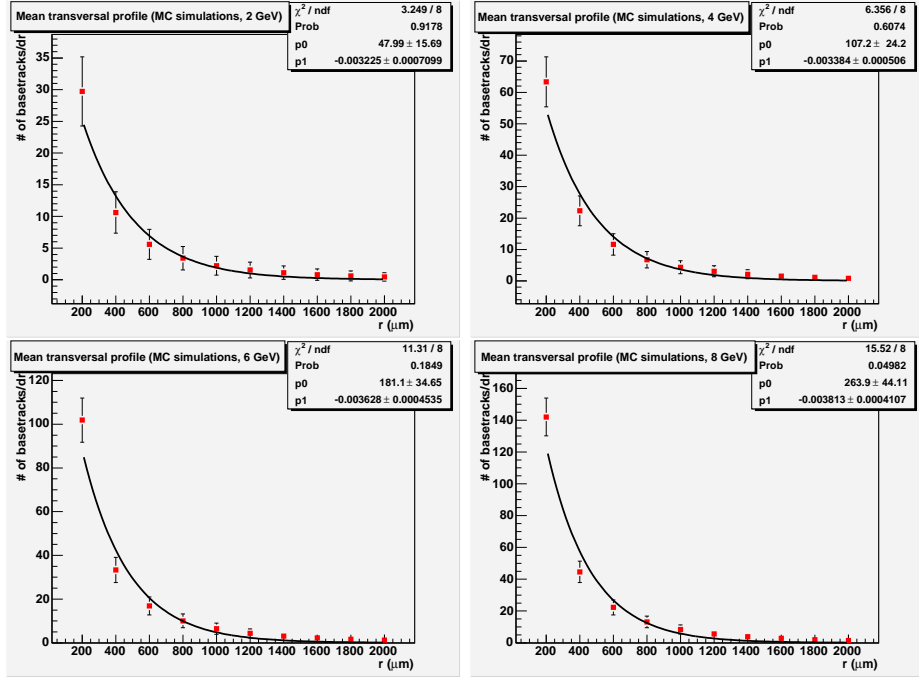 Mean transversal profile (MC simulations, 2 GeV)
χ² / ndf 3.249 / 8
Prob 0.9178
p0 47.99 ± 15.69
p1 -0.003225 ± 0.0007099
# of basetracks/dr
35
30
25
20
15
10
5
0
200 400 600 800 1000 1200 1400 1600 1800 2000
r (μm)
Mean transversal profile (MC simulations, 4 GeV)
χ² / ndf 6.356 / 8
Prob 0.6074
p0 107.2 ± 24.2
p1 -0.003384 ± 0.000506
# of basetracks/dr
70
60
50
40
30
20
10
0
200 400 600 800 1000 1200 1400 1600 1800 2000
r (μm)
Mean transversal profile (MC simulations, 6 GeV)
χ² / ndf 11.31 / 8
Prob 0.1849
p0 181.1 ± 34.65
p1 -0.003628 ± 0.0004535
# of basetracks/dr
120
100
80
60
40
20
0
200 400 600 800 1000 1200 1400 1600 1800 2000
r (μm)
Mean transversal profile (MC simulations, 8 GeV)
χ² / ndf 15.52 / 8
Prob 0.04982
p0 263.9 ± 44.11
p1 -0.003813 ± 0.0004107
# of basetracks/dr
160
140
120
100
80
60
40
20
0
200 400 600 800 1000 1200 1400 1600 1800 2000
r (μm)